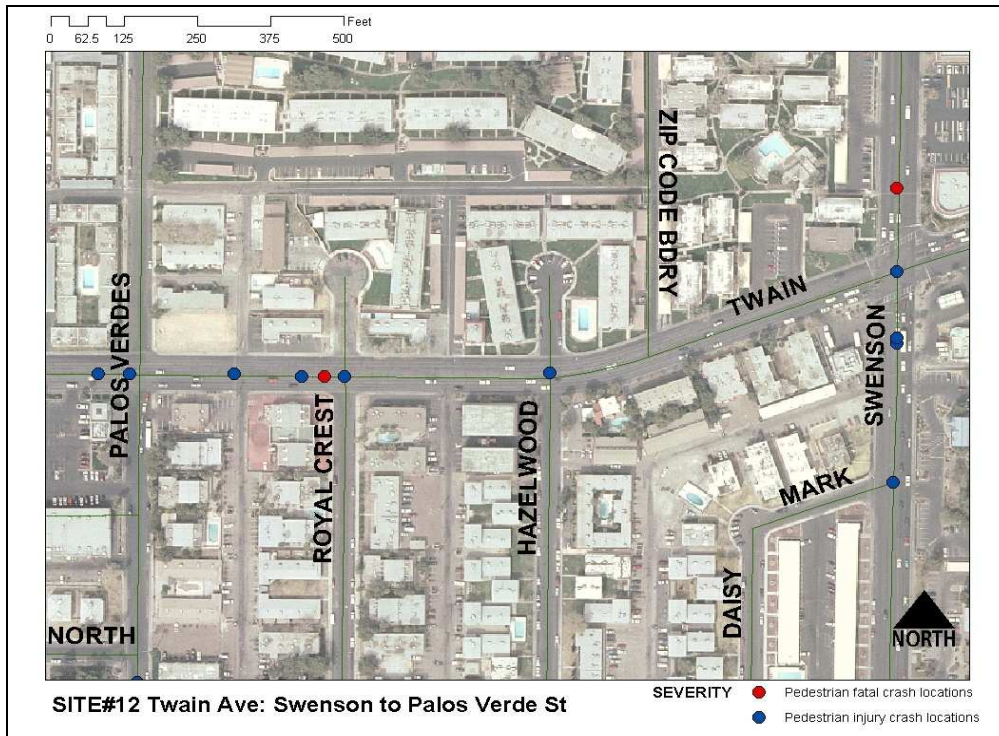 Feet
0 62.5 125 250 375 500
ZIP CODE BDRY
PALOS VERDES
TWAIN
SWENSON
ROYAL CREST
HAZELWOOD
MARK
DAISY
NORTH
NORTH
SITE#12 Twain Ave: Swenson to Palos Verde St
SEVERITY
Pedestrian fatal crash locations
Pedestrian injury crash locations